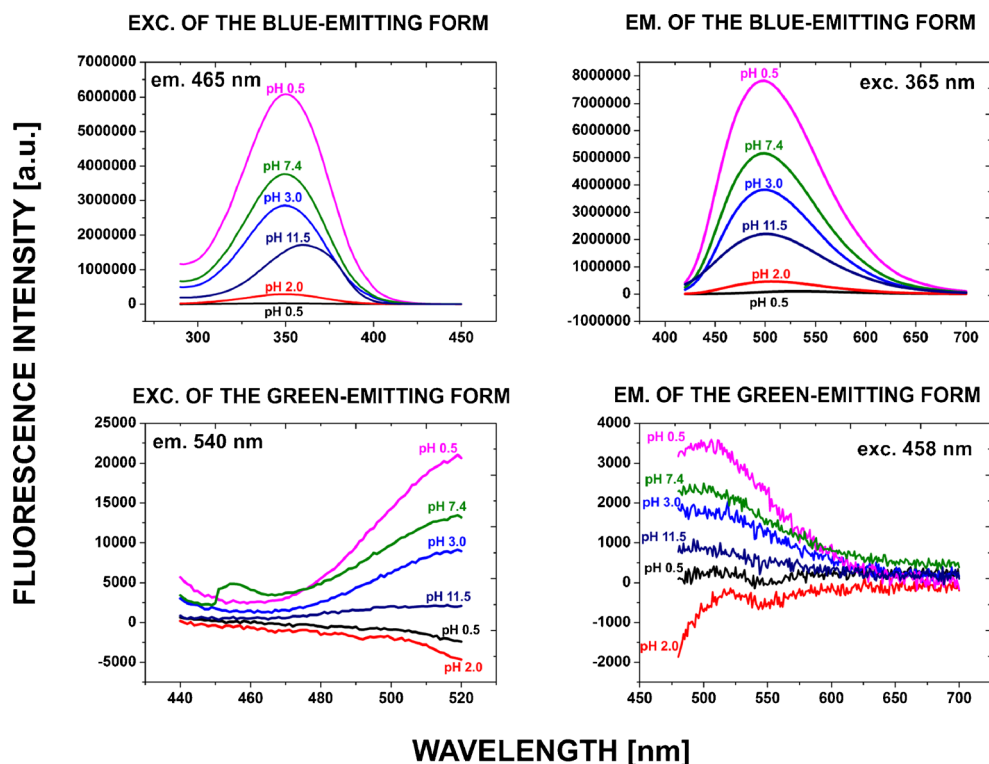 EXC. OF THE BLUE-EMITTING FORM
em. 465 nm
7000000
6000000
5000000
4000000
3000000
2000000
1000000
0
pH 0.5
pH 7.4
pH 3.0
pH 11.5
pH 2.0
pH 0.5
300
350
400
450
EM. OF THE BLUE-EMITTING FORM
exc. 365 nm
8000000
7000000
6000000
5000000
4000000
3000000
2000000
1000000
0
-1000000
pH 0.5
pH 7.4
pH 3.0
pH 11.5
pH 2.0
pH 0.5
400
450
500
550
600
650
700
EXC. OF THE GREEN-EMITTING FORM
em. 540 nm
25000
20000
15000
10000
5000
0
-5000
pH 0.5
pH 7.4
pH 3.0
pH 11.5
pH 0.5
pH 2.0
440
460
480
500
520
EM. OF THE GREEN-EMITTING FORM
exc. 458 nm
4000
3000
2000
1000
0
-1000
-2000
pH 0.5
pH 7.4
pH 3.0
pH 11.5
pH 0.5
pH 2.0
450
500
550
600
650
700
FLUORESCENCE INTENSITY [a.u.]
WAVELENGTH [nm]